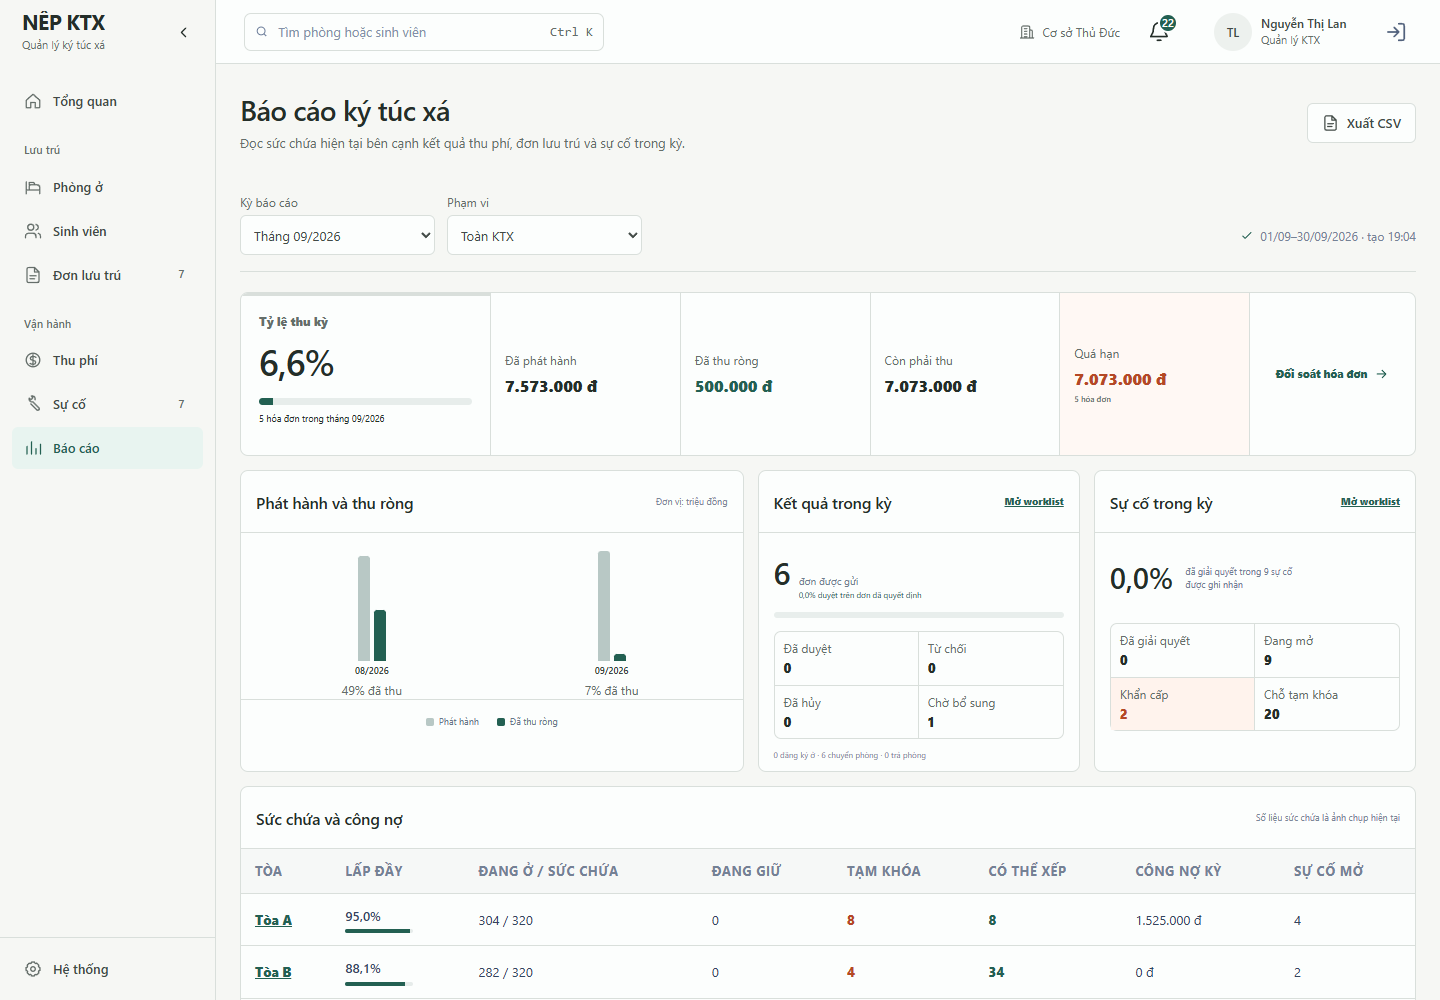 NẾP KTX
Quản lý ký túc xá
Tìm phòng hoặc sinh viên
Ctrl K
Cơ sở Thủ Đức
22
TL
Nguyễn Thị Lan
Quản lý KTX
Tổng quan
Lưu trú
Phòng ở
Sinh viên
Đơn lưu trú
7
Vận hành
Thu phí
Sự cố
7
Báo cáo
Hệ thống
Báo cáo ký túc xá
Đọc sức chứa hiện tại bên cạnh kết quả thu phí, đơn lưu trú và sự cố trong kỳ.
Xuất CSV
Kỳ báo cáo
Phạm vi
Tháng 09/2026
Toàn KTX
01/09–30/09/2026 · tạo 19:04
Tỷ lệ thu kỳ
6,6%
5 hóa đơn trong tháng 09/2026
Đã phát hành
7.573.000 đ
Đã thu ròng
500.000 đ
Còn phải thu
7.073.000 đ
Quá hạn
7.073.000 đ
5 hóa đơn
Đối soát hóa đơn →
Phát hành và thu ròng
Đơn vị: triệu đồng
08/2026
49% đã thu
09/2026
7% đã thu
Phát hành
Đã thu ròng
Kết quả trong kỳ
Mở worklist
6 đơn được gửi
0,0% duyệt trên đơn đã quyết định
Đã duyệt
0
Từ chối
0
Đã hủy
0
Chờ bổ sung
1
0 đăng ký ở · 6 chuyển phòng · 0 trả phòng
Sự cố trong kỳ
Mở worklist
0,0%
đã giải quyết trong 9 sự cố
được ghi nhận
Đã giải quyết
0
Đang mở
9
Khẩn cấp
2
Chỗ tạm khóa
20
Sức chứa và công nợ
Số liệu sức chứa là ảnh chụp hiện tại
TÒA LẤP ĐẦY ĐANG Ở / SỨC CHỨA ĐANG GIỮ TẠM KHÓA CÓ THỂ XẾP CÔNG NỢ KỲ SỰ CỐ MỞ
Tòa A 95,0% 304 / 320 0 8 8 1.525.000 đ 4
Tòa B 88,1% 282 / 320 0 4 34 0 đ 2